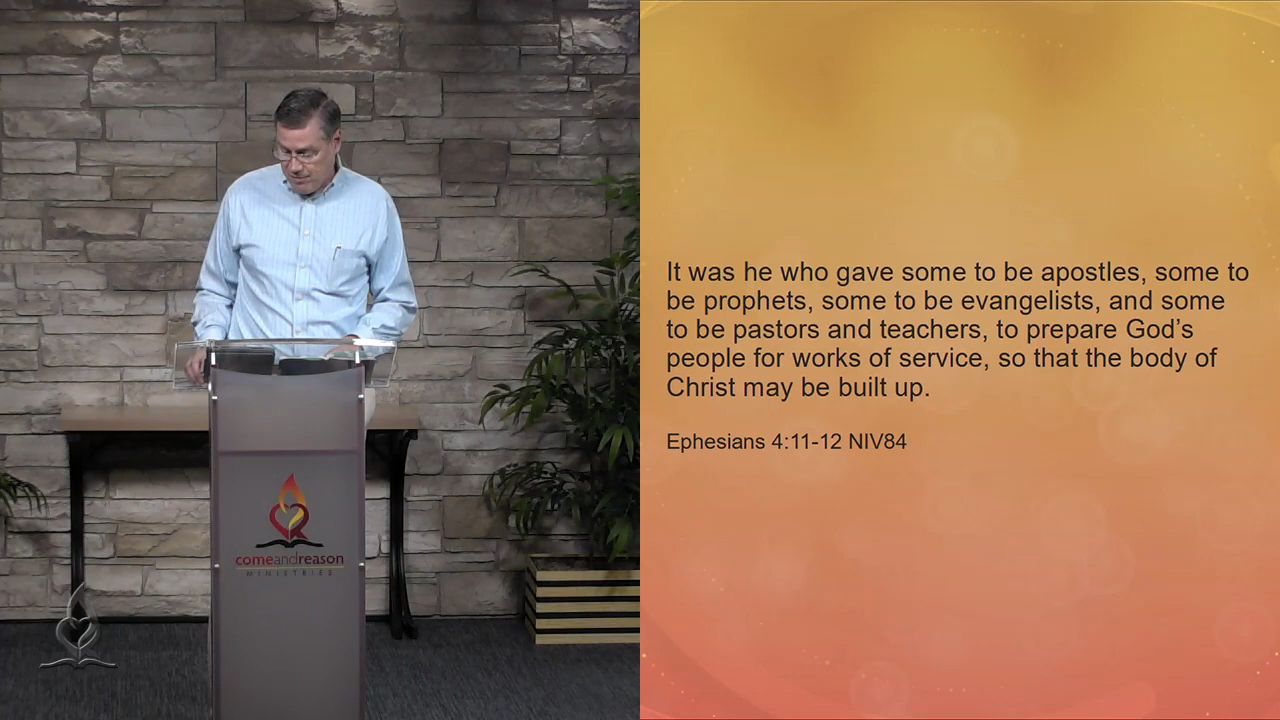 It was he who gave some to be apostles, some to
be prophets, some to be evangelists, and some
to be pastors and teachers, to prepare God’s
people for works of service, so that the body of
Christ may be built up.
Ephesians 4:11-12 NIV84
comeandreason
MINISTRIES